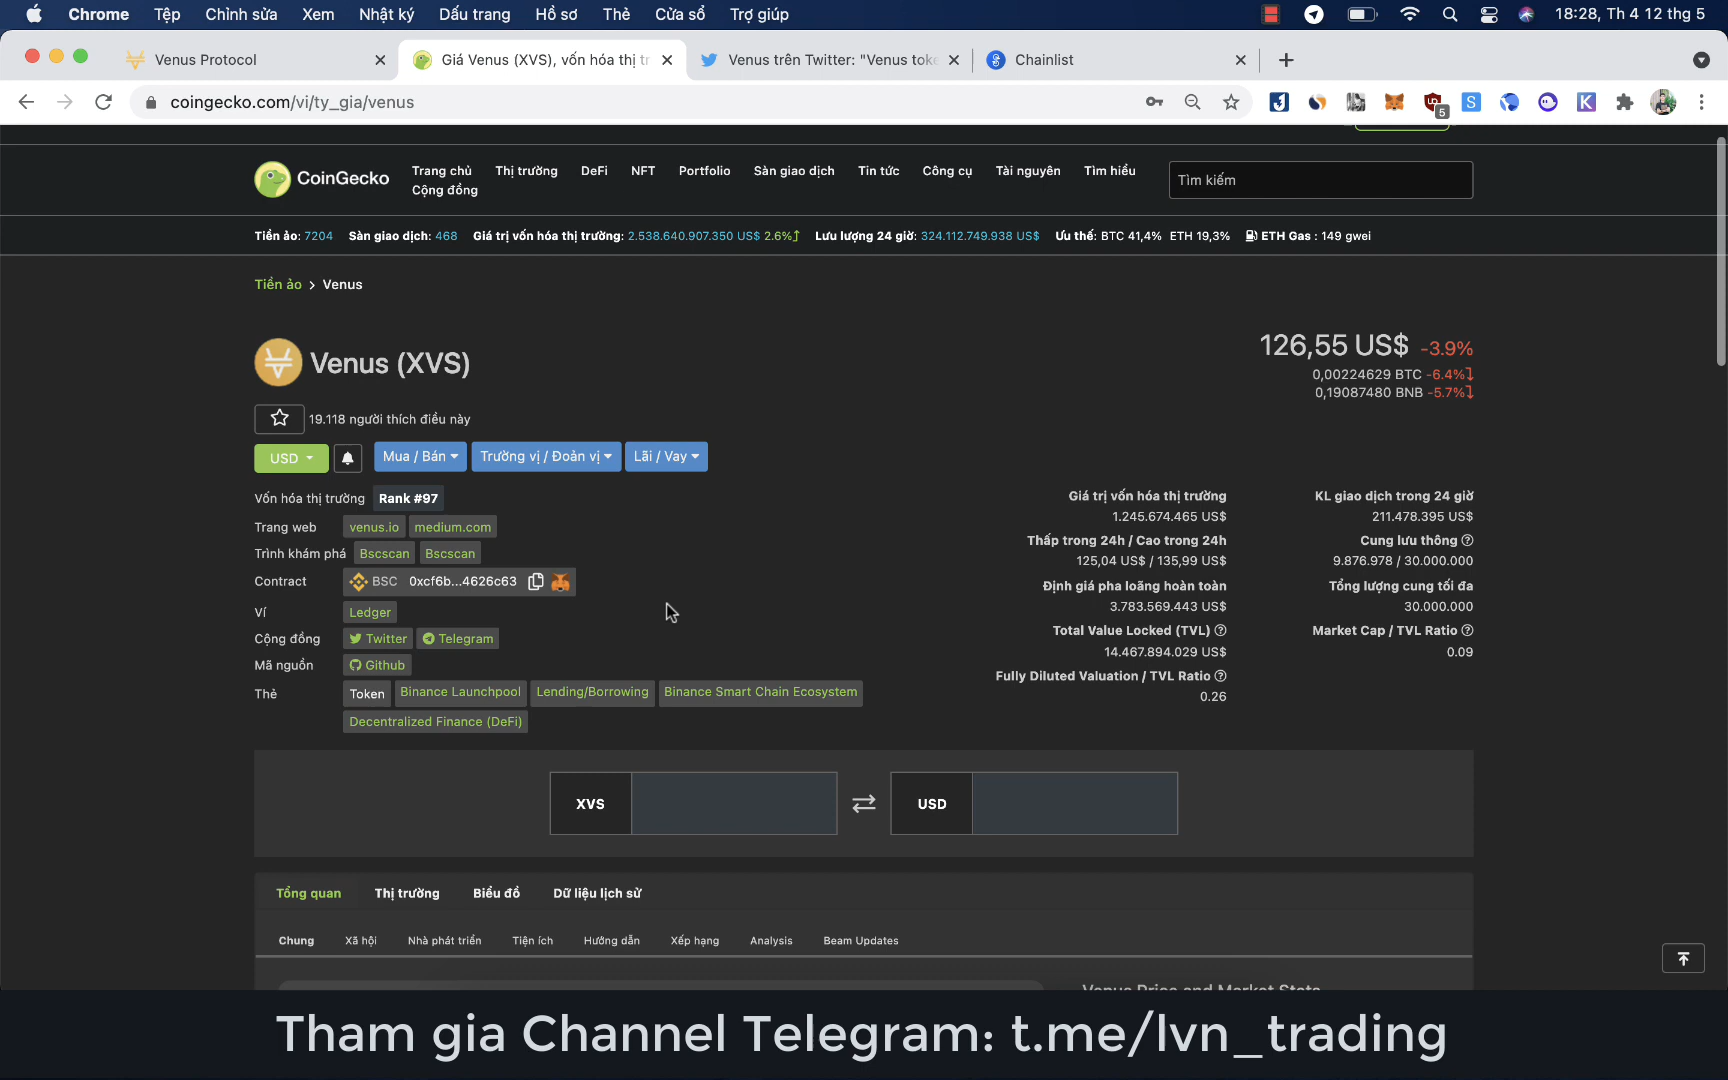 Chrome Tệp Chỉnh sửa Xem Nhật ký Dấu trang Hồ sơ Thẻ Cửa sổ Trợ giúp 18:28, Th 4 12 thg 5
Venus Protocol Giá Venus (XVS), vốn hóa thị tr Venus trên Twitter: "Venus toke Chainlist
coingecko.com/vi/ty_gia/venus 5
CoinGecko Trang chủ Thị trường DeFi NFT Portfolio Sàn giao dịch Tin tức Công cụ Tài nguyên Tìm hiểu Tìm kiếm
Cộng đồng
Tiền ảo: 7204 Sàn giao dịch: 468 Giá trị vốn hóa thị trường: 2.538.640.907.350 US$ 2.6% Lưu lượng 24 giờ: 324.112.749.938 US$ Ưu thế: BTC 41,4% ETH 19,3% ETH Gas : 149 gwei
Tiền ảo > Venus
Venus (XVS)
126,55 US$ -3.9%
0,00224629 BTC -6.4%
0,19087480 BNB -5.7%
19.118 người thích điều này
USD Mua / Bán Trường vị / Đoản vị Lãi / Vay
Vốn hóa thị trường Rank #97
Trang web venus.io medium.com
Trình khám phá Bscscan Bscscan
Contract BSC 0xcf6b...4626c63
Ví Ledger
Cộng đồng Twitter Telegram
Mã nguồn Github
Thẻ Token Binance Launchpool Lending/Borrowing Binance Smart Chain Ecosystem
Decentralized Finance (DeFi)
Giá trị vốn hóa thị trường KL giao dịch trong 24 giờ
1.245.674.465 US$ 211.478.395 US$
Thấp trong 24h / Cao trong 24h Cung lưu thông
125,04 US$ / 135,99 US$ 9.876.978 / 30.000.000
Định giá pha loãng hoàn toàn Tổng lượng cung tối đa
3.783.569.443 US$ 30.000.000
Total Value Locked (TVL) Market Cap / TVL Ratio
14.467.894.029 US$ 0.09
Fully Diluted Valuation / TVL Ratio
0.26
XVS USD
Tổng quan Thị trường Biểu đồ Dữ liệu lịch sử
Chung Xã hội Nhà phát triển Tiện ích Hướng dẫn Xếp hạng Analysis Beam Updates
Venus Price and Market Stats
Tham gia Channel Telegram: t.me/lvn_trading